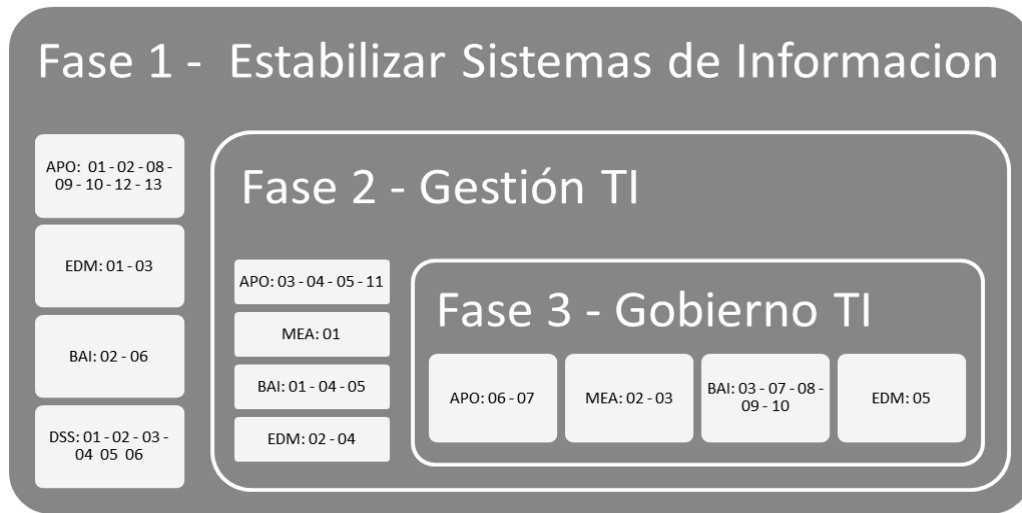 Fase 1 - Estabilizar Sistemas de Informacion
APO: 01 - 02 - 08 -
09 - 10 - 12 - 13
EDM: 01 - 03
BAI: 02 - 06
DSS: 01 - 02 - 03 -
04 05 06
Fase 2 - Gestión TI
APO: 03 - 04 - 05 - 11
MEA: 01
BAI: 01 - 04 - 05
EDM: 02 - 04
Fase 3 - Gobierno TI
APO: 06 - 07
MEA: 02 - 03
BAI: 03 - 07 - 08 -
09 - 10
EDM: 05